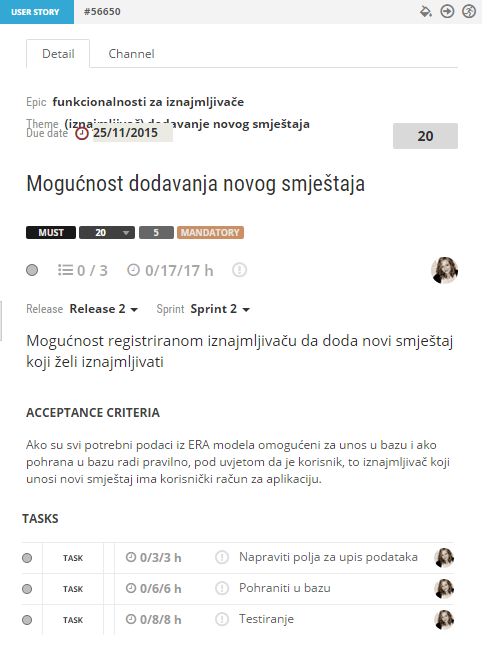 USER STORY #56650
Detail Channel
Epic funkcionalnosti za iznajmljivače
Theme (iznajmljivač) dodavanje novog smještaja
Due date 25/11/2015
20
Mogućnost dodavanja novog smještaja
MUST 20 5 MANDATORY
0 / 3 0/17/17 h
Release Release 2 Sprint Sprint 2
Mogućnost registriranom iznajmljivaču da doda novi smještaj
koji želi iznajmljivati
ACCEPTANCE CRITERIA
Ako su svi potrebni podaci iz ERA modela omogućeni za unos u bazu i ako
pohrana u bazu radi pravilno, pod uvjetom da je korisnik, to iznajmljivač koji
unosi novi smještaj ima korisnički račun za aplikaciju.
TASKS
TASK 0/3/3 h Napraviti polja za upis podataka
TASK 0/6/6 h Pohraniti u bazu
TASK 0/8/8 h Testiranje